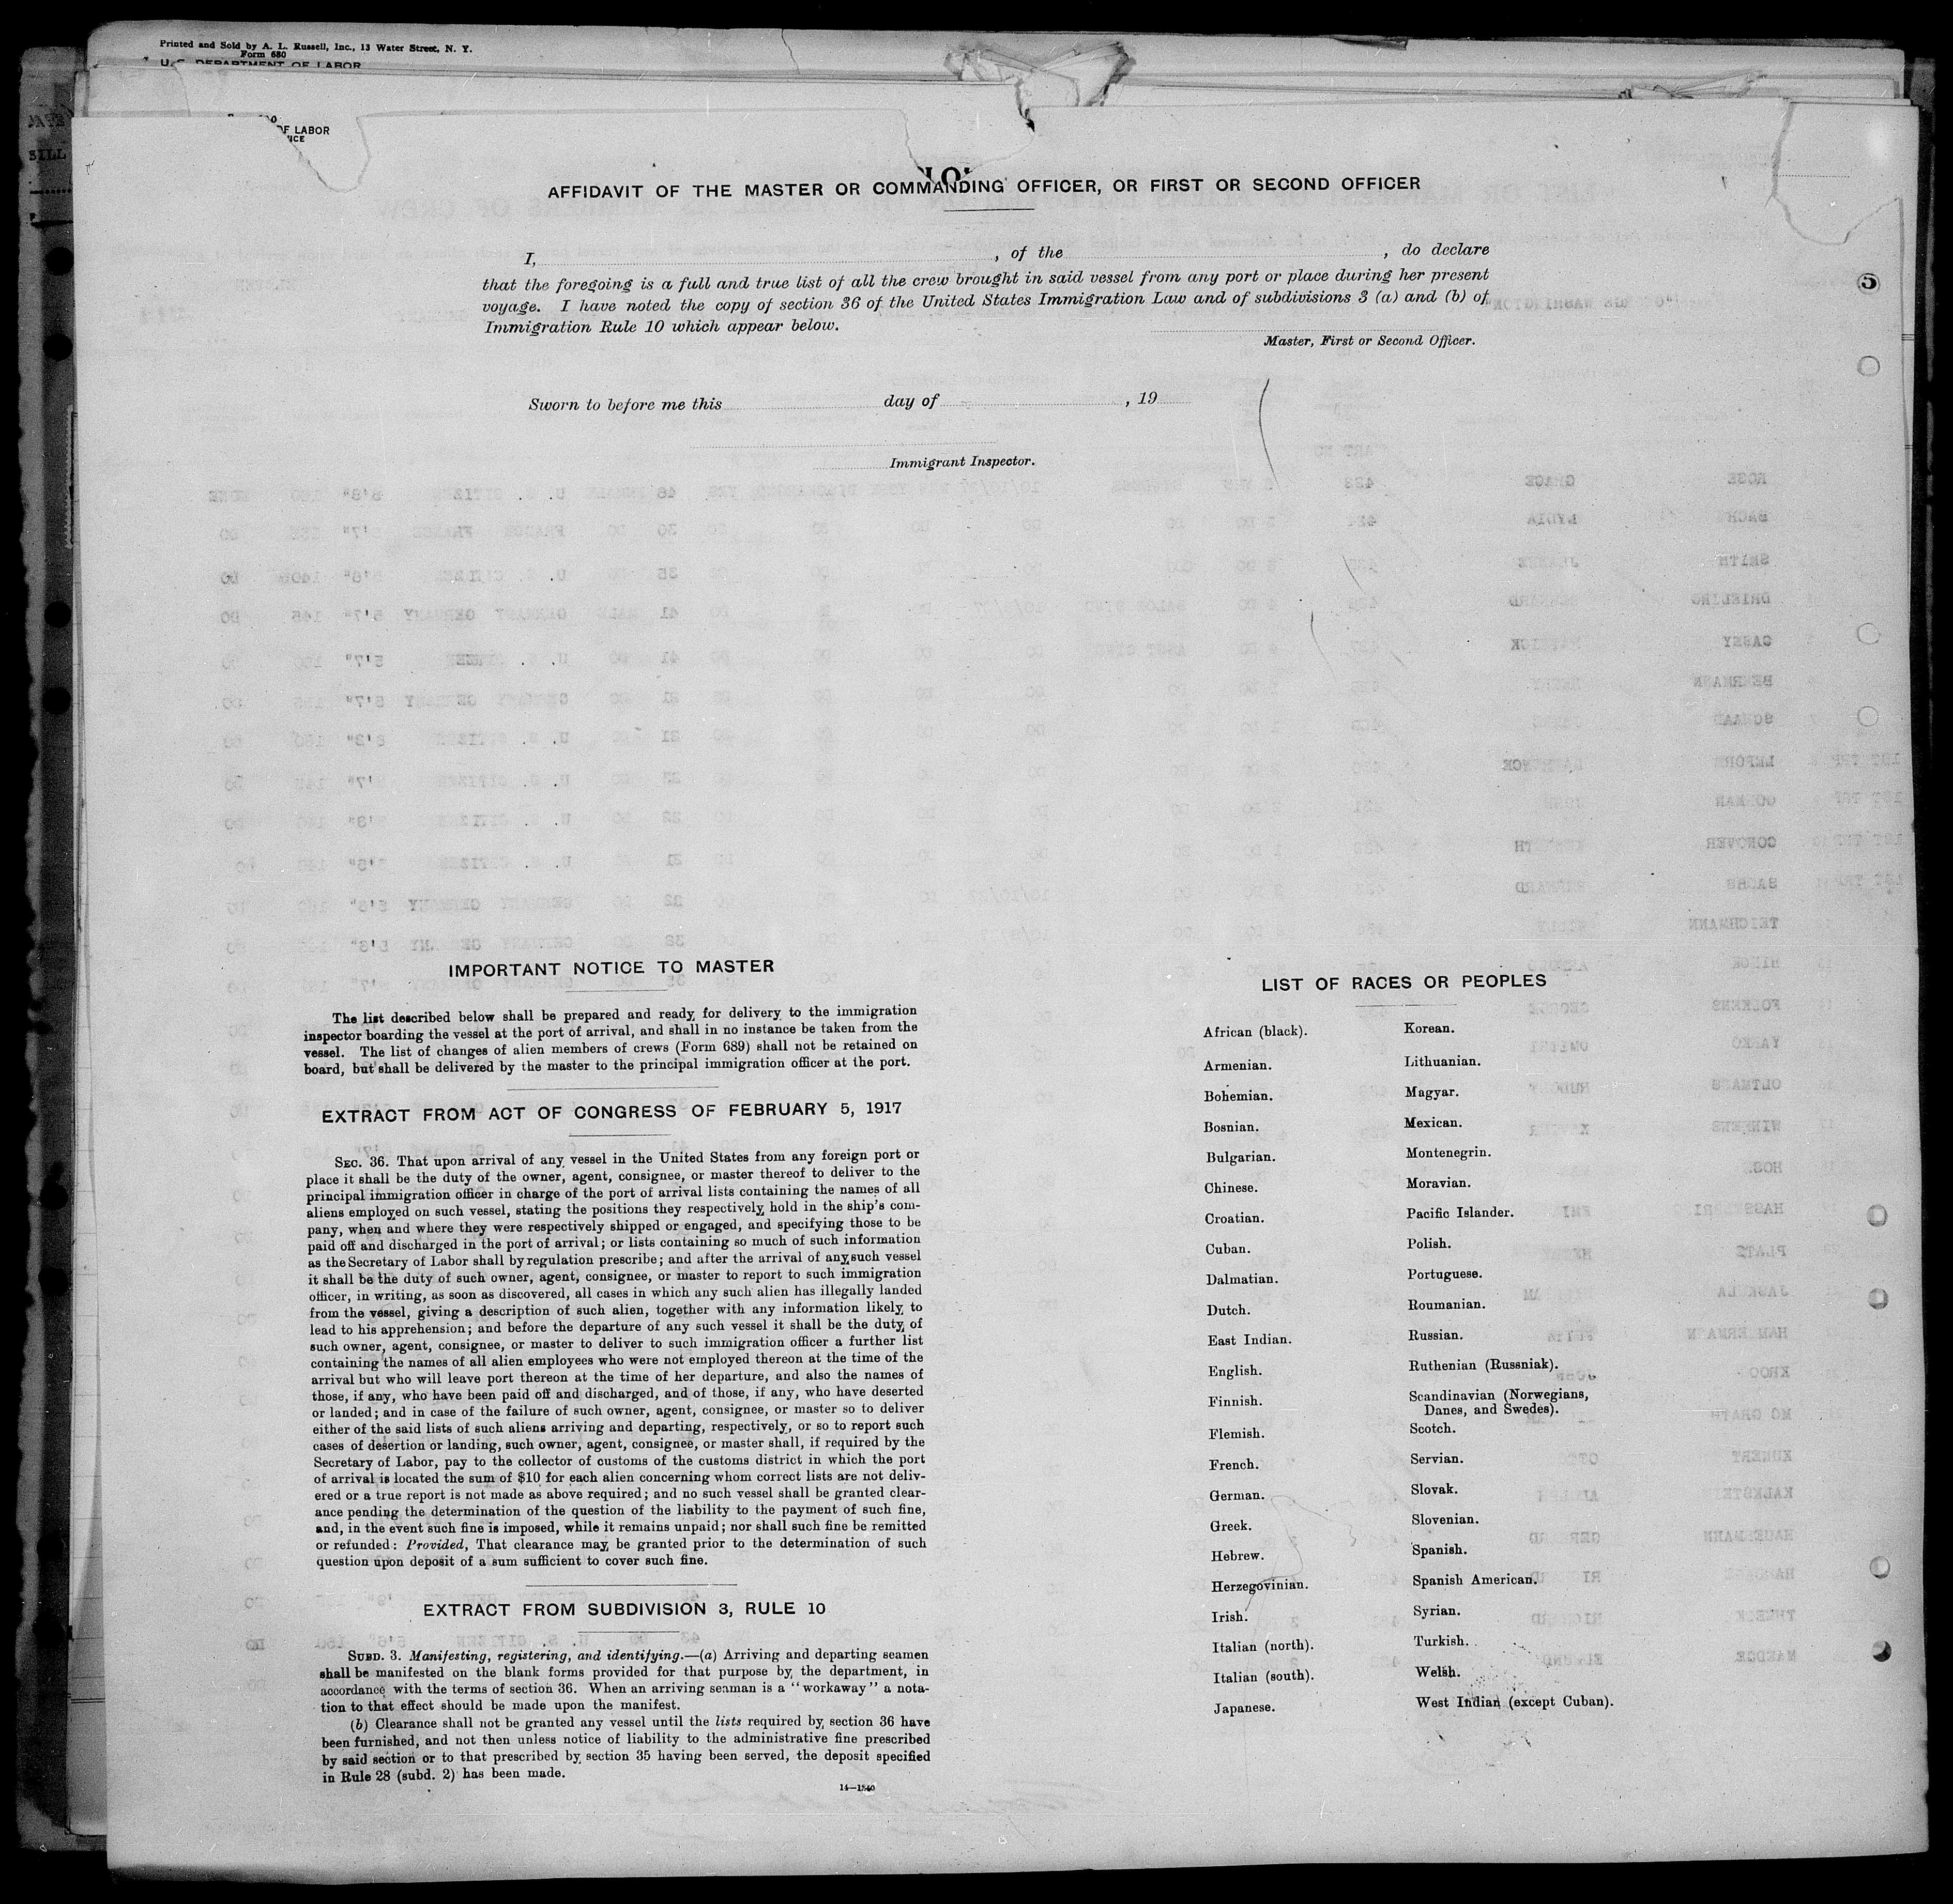 Printed and Sold by A. L. Russell, Inc., 13 Water Street, N. Y.
Form 680
U. S. DEPARTMENT OF LABOR
OF LABOR
AFFIDAVIT OF THE MASTER OR COMMANDING OFFICER, OR FIRST OR SECOND OFFICER
I, , of the , do declare
that the foregoing is a full and true list of all the crew brought in said vessel from any port or place during her present
voyage. I have noted the copy of section 36 of the United States Immigration Law and of subdivisions 3 (a) and (b) of
Immigration Rule 10 which appear below.
Master, First or Second Officer.
Sworn to before me this day of , 19
Immigrant Inspector.
5
IMPORTANT NOTICE TO MASTER
The list described below shall be prepared and ready for delivery to the immigration
inspector boarding the vessel at the port of arrival, and shall in no instance be taken from the
vessel. The list of changes of alien members of crews (Form 689) shall not be retained on
board, but shall be delivered by the master to the principal immigration officer at the port.
EXTRACT FROM ACT OF CONGRESS OF FEBRUARY 5, 1917
SEC. 36. That upon arrival of any vessel in the United States from any foreign port or
place it shall be the duty of the owner, agent, consignee, or master thereof to deliver to the
principal immigration officer in charge of the port of arrival lists containing the names of all
aliens employed on such vessel, stating the positions they respectively hold in the ship's com-
pany, when and where they were respectively shipped or engaged, and specifying those to be
paid off and discharged in the port of arrival; or lists containing so much of such information
as the Secretary of Labor shall by regulation prescribe; and after the arrival of any such vessel
it shall be the duty of such owner, agent, consignee, or master to report to such immigration
officer, in writing, as soon as discovered, all cases in which any such alien has illegally landed
from the vessel, giving a description of such alien, together with any information likely to
lead to his apprehension; and before the departure of any such vessel it shall be the duty of
such owner, agent, consignee, or master to deliver to such immigration officer a further list
containing the names of all alien employees who were not employed thereon at the time of the
arrival but who will leave port thereon at the time of her departure, and also the names of
those, if any, who have been paid off and discharged, and of those, if any, who have deserted
or landed; and in case of the failure of such owner, agent, consignee, or master so to deliver
either of the said lists of such aliens arriving and departing, respectively, or so to report such
cases of desertion or landing, such owner, agent, consignee, or master shall, if required by the
Secretary of Labor, pay to the collector of customs of the customs district in which the port
of arrival is located the sum of $10 for each alien concerning whom correct lists are not deliv-
ered or a true report is not made as above required; and no such vessel shall be granted clear-
ance pending the determination of the question of the liability to the payment of such fine,
and, in the event such fine is imposed, while it remains unpaid; nor shall such fine be remitted
or refunded: Provided, That clearance may be granted prior to the determination of such
question upon deposit of a sum sufficient to cover such fine.
EXTRACT FROM SUBDIVISION 3, RULE 10
SUBD. 3. Manifesting, registering, and identifying.—(a) Arriving and departing seamen
shall be manifested on the blank forms provided for that purpose by the department, in
accordance with the terms of section 36. When an arriving seaman is a "workaway" a nota-
tion to that effect should be made upon the manifest.
(b) Clearance shall not be granted any vessel until the lists required by section 36 have
been furnished, and not then unless notice of liability to the administrative fine prescribed
by said section or to that prescribed by section 35 having been served, the deposit specified
in Rule 28 (subd. 2) has been made.
14—1240
LIST OF RACES OR PEOPLES
African (black).
Armenian.
Bohemian.
Bosnian.
Bulgarian.
Chinese.
Croatian.
Cuban.
Dalmatian.
Dutch.
East Indian.
English.
Finnish.
Flemish.
French.
German.
Greek.
Hebrew.
Herzegovinian.
Irish.
Italian (north).
Italian (south).
Japanese.
Korean.
Lithuanian.
Magyar.
Mexican.
Montenegrin.
Moravian.
Pacific Islander.
Polish.
Portuguese.
Roumanian.
Russian.
Ruthenian (Russniak).
Scandinavian (Norwegians,
Danes, and Swedes).
Scotch.
Servian.
Slovak.
Slovenian.
Spanish.
Spanish American.
Syrian.
Turkish.
Welsh.
West Indian (except Cuban).